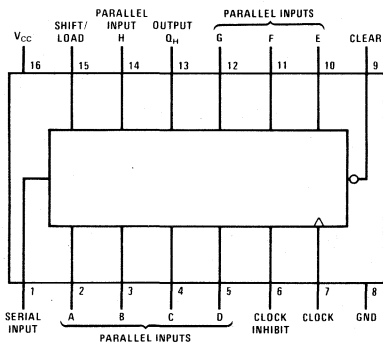 PARALLEL INPUTS
PARALLEL
SHIFT/ INPUT OUTPUT
VCC LOAD H QH G F E CLEAR
16 15 14 13 12 11 10 9
1 2 3 4 5 6 7 8
SERIAL A B C D CLOCK CLOCK GND
INPUT INHIBIT
PARALLEL INPUTS